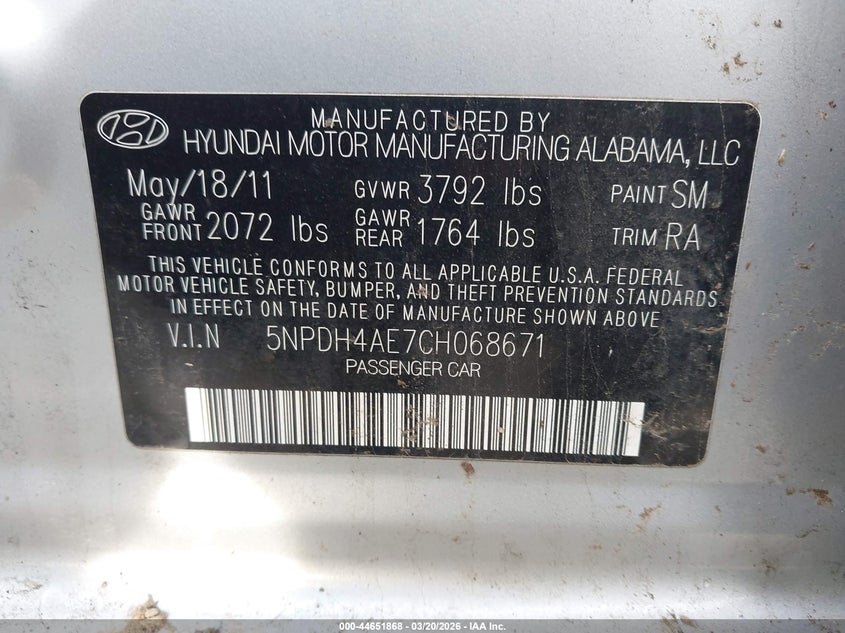 MANUFACTURED BY
HYUNDAI MOTOR MANUFACTURING ALABAMA, LLC
May/18/11 GVWR 3792 lbs PAINT SM
GAWR FRONT 2072 lbs GAWR REAR 1764 lbs TRIM RA
THIS VEHICLE CONFORMS TO ALL APPLICABLE U.S.A. FEDERAL
MOTOR VEHICLE SAFETY, BUMPER, AND THEFT PREVENTION STANDARDS
IN EFFECT ON THE DATE OF MANUFACTURE SHOWN ABOVE
V.I.N 5NPDH4AE7CH068671
PASSENGER CAR
000-44651868 - 03/20/2026 - IAA Inc.